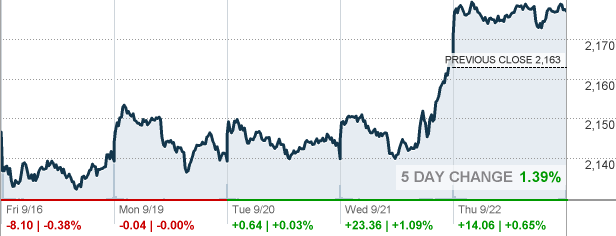 2,170
PREVIOUS CLOSE 2,163
2,160
2,150
2,140
5 DAY CHANGE 1.39%
Fri 9/16 Mon 9/19 Tue 9/20 Wed 9/21 Thu 9/22
-8.10 | -0.38% -0.04 | -0.00% +0.64 | +0.03% +23.36 | +1.09% +14.06 | +0.65%